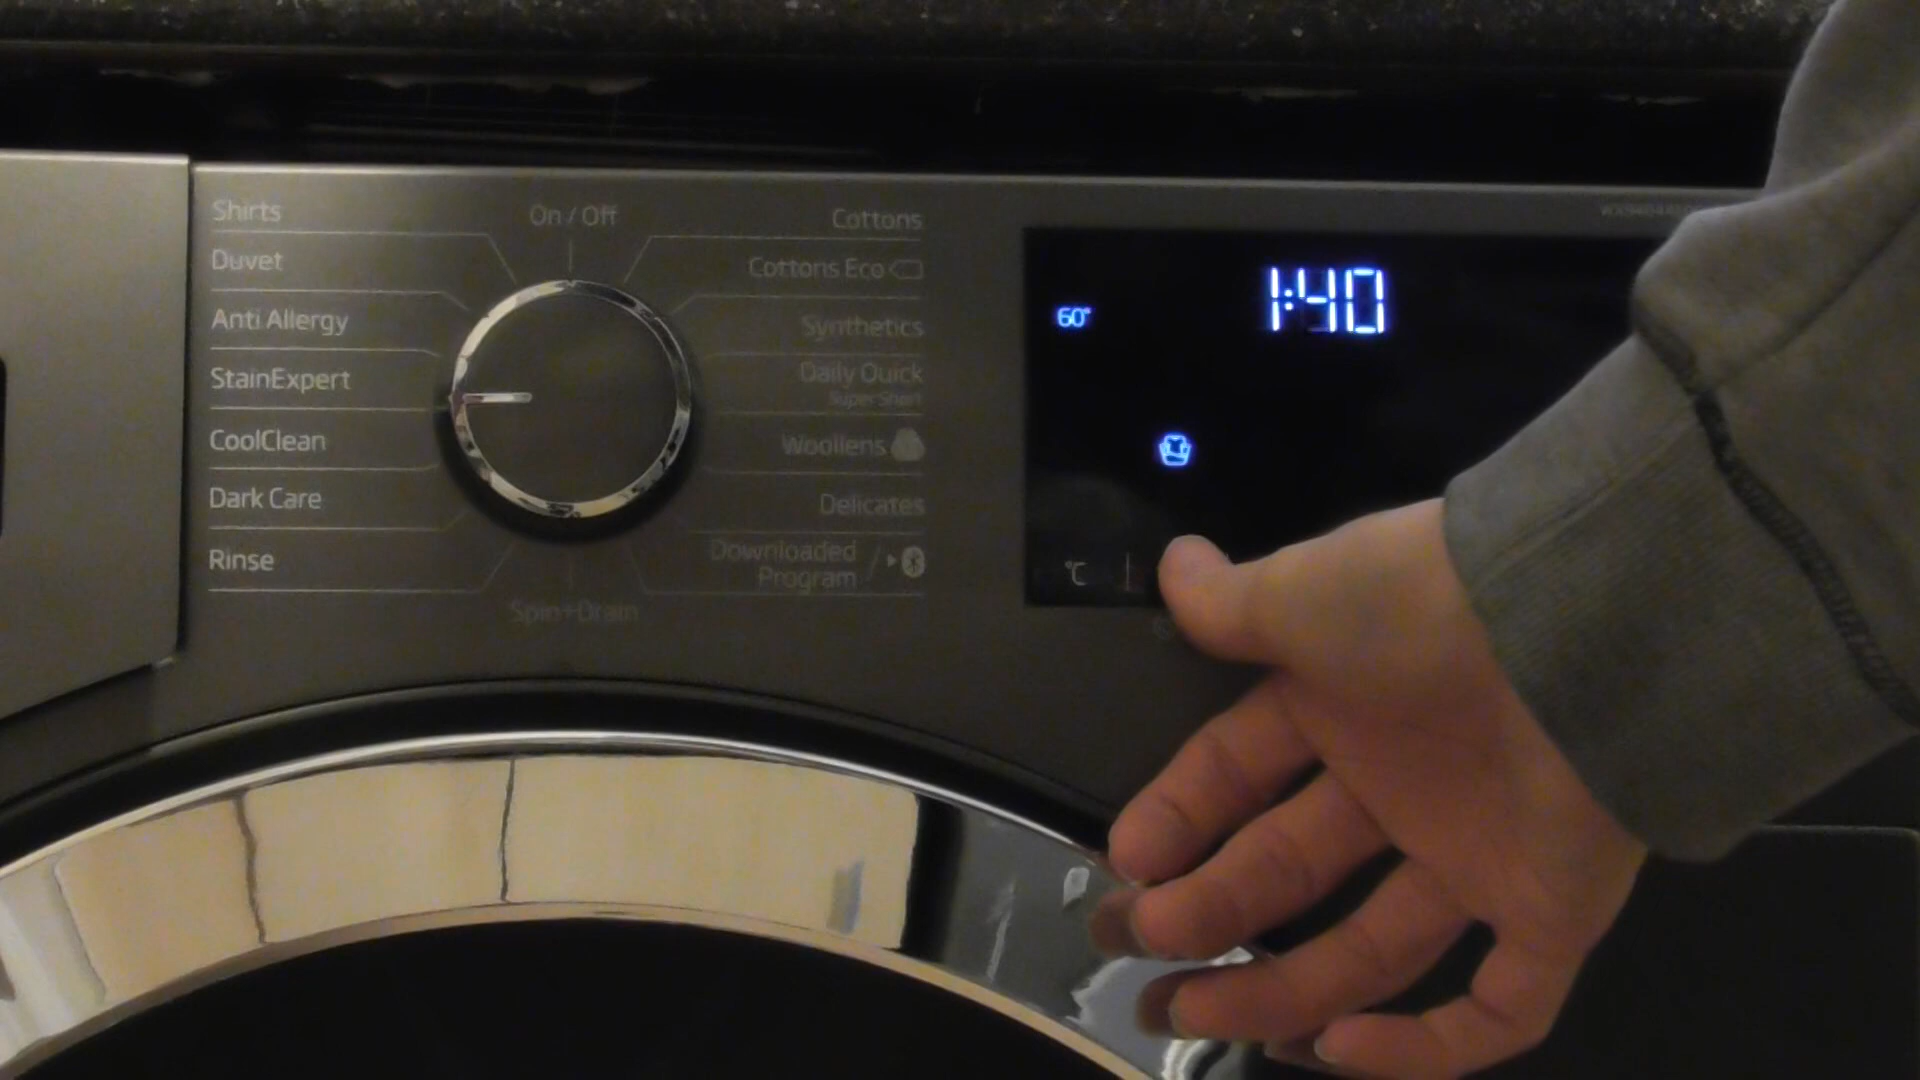 Shirts
Duvet
Anti Allergy
StainExpert
CoolClean
Dark Care
Rinse
On / Off
Spin+Drain
Cottons
Cottons Eco
Synthetics
Daily Quick
Super Short
Woollens
Delicates
Downloaded
Program
1:40
60°
°C